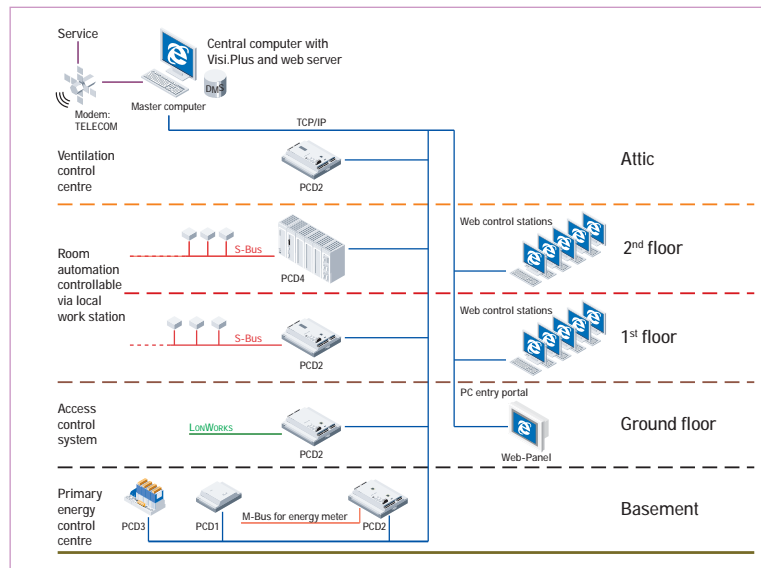 Service
Central computer with
Visi.Plus and web server
DMS
Modem:
TELECOM
Master computer
TCP/IP
Ventilation
control
centre
PCD2
Attic
Web control stations
Room
automation
controllable
via local
work station
S-Bus
PCD4
2nd floor
Web control stations
S-Bus
PCD2
1st floor
PC entry portal
Access
control
system
LONWORKS
PCD2
Web-Panel
Ground floor
Primary
energy
control
centre
PCD3
PCD1
M-Bus for energy meter
PCD2
Basement